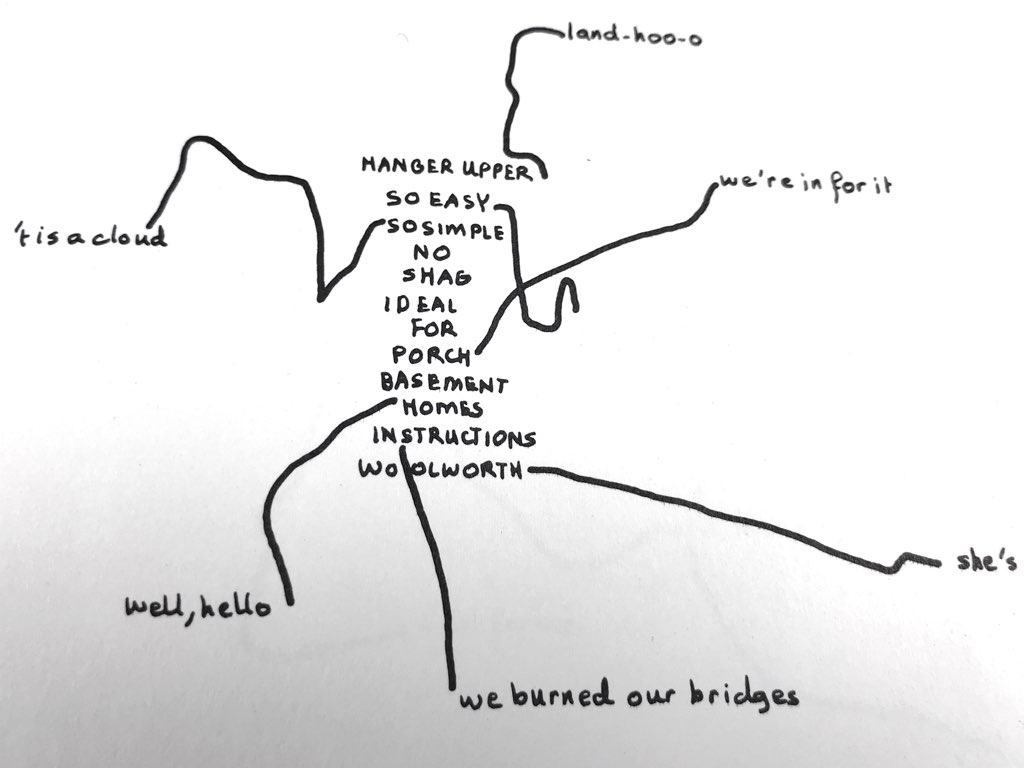 land-hoo-o
HANGER UPPER
we're in for it
SO EASY
'tis a cloud
SO SIMPLE
NO
SHAG
IDEAL
FOR
PORCH
BASEMENT
HOMES
INSTRUCTIONS
WOOLWORTH
she's
well, hello
we burned our bridges